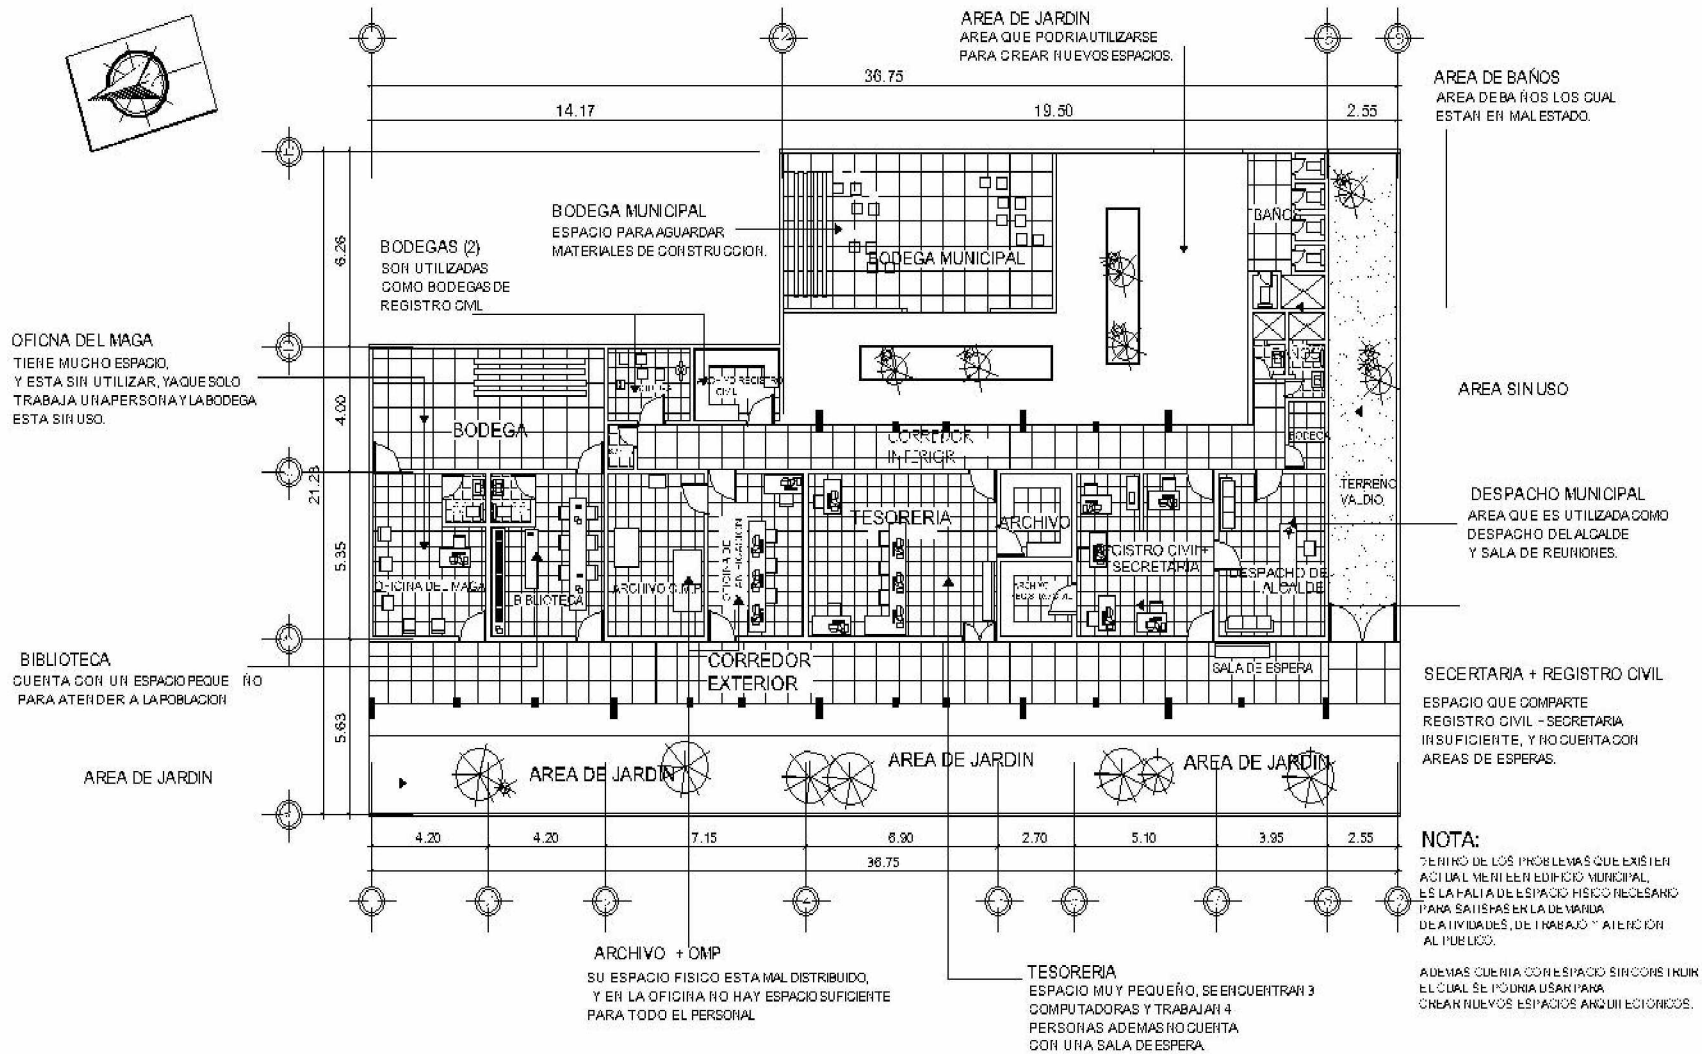 AREA DE JARDIN
AREA QUE PODRIA UTILIZARSE
PARA CREAR NUEVOS ESPACIOS.
36.75
14.17
19.50
2.55
AREA DE BAÑOS
AREA DE BAÑOS LOS CUAL
ESTAN EN MAL ESTADO.
BODEGA MUNICIPAL
ESPACIO PARA AGUARDAR
MATERIALES DE CONSTRUCCION.
BODEGAS (2)
SON UTILIZADAS
COMO BODEGAS DE
REGISTRO CIVIL
OFICNA DEL MAGA
TIENE MUCHO ESPACIO,
Y ESTA SIN UTILIZAR, YA QUE SOLO
TRABAJA UNA PERSONA Y LA BODEGA
ESTA SIN USO.
6.26
4.00
21.23
5.35
5.63
BODEGA MUNICIPAL
BAÑOS
BODEGA
ARCHIVO REGISTRO
CIVIL
CORREDOR
INTERIOR
BODEGA
AREA SIN USO
TERRENO
VALDIO
DESPACHO MUNICIPAL
AREA QUE ES UTILIZADA COMO
DESPACHO DEL ALCALDE
Y SALA DE REUNIONES.
OFICINA DEL MAGA
BIBLIOTECA
ARCHIVO O.M.P
OFICINA DE
PLANIFICACION
TESORERIA
ARCHIVO
ARCHIVO
REGISTRO CIVIL
REGISTRO CIVIL+
SECRETARIA
DESPACHO DE
ALCALDE
BIBLIOTECA
CUENTA CON UN ESPACIO PEQUE ÑO
PARA ATENDER A LA POBLACION
CORREDOR
EXTERIOR
SALA DE ESPERA
SECERTARIA + REGISTRO CIVIL
ESPACIO QUE COMPARTE
REGISTRO CIVIL - SECRETARIA
INSUFICIENTE, Y NO CUENTA CON
AREAS DE ESPERAS.
AREA DE JARDIN
AREA DE JARDIN
AREA DE JARDIN
AREA DE JARDIN
4.20
4.20
7.15
6.90
2.70
5.10
3.95
2.55
36.75
NOTA:
DENTRO DE LOS PROBLEMAS QUE EXISTEN
ACTUALMENTE EN EDIFICIO MUNICIPAL,
ES LA FALTA DE ESPACIO FISICO NECESARIO
PARA SATISFASER LA DEMANDA
DE ATIVIDADES, DE TRABAJO Y ATENCION
AL PUBLICO.
ADEMAS CUENTA CON ESPACIO SIN CONSTRUIR
EL CUAL SE PODRIA USAR PARA
CREAR NUEVOS ESPACIOS ARQUITECTONICOS.
ARCHIVO + OMP
SU ESPACIO FISICO ESTA MAL DISTRIBUIDO,
Y EN LA OFICINA NO HAY ESPACIO SUFICIENTE
PARA TODO EL PERSONAL
TESORERIA
ESPACIO MUY PEQUEÑO, SE ENCUENTRAN 3
COMPUTADORAS Y TRABAJAN 4
PERSONAS ADEMAS NO CUENTA
CON UNA SALA DE ESPERA